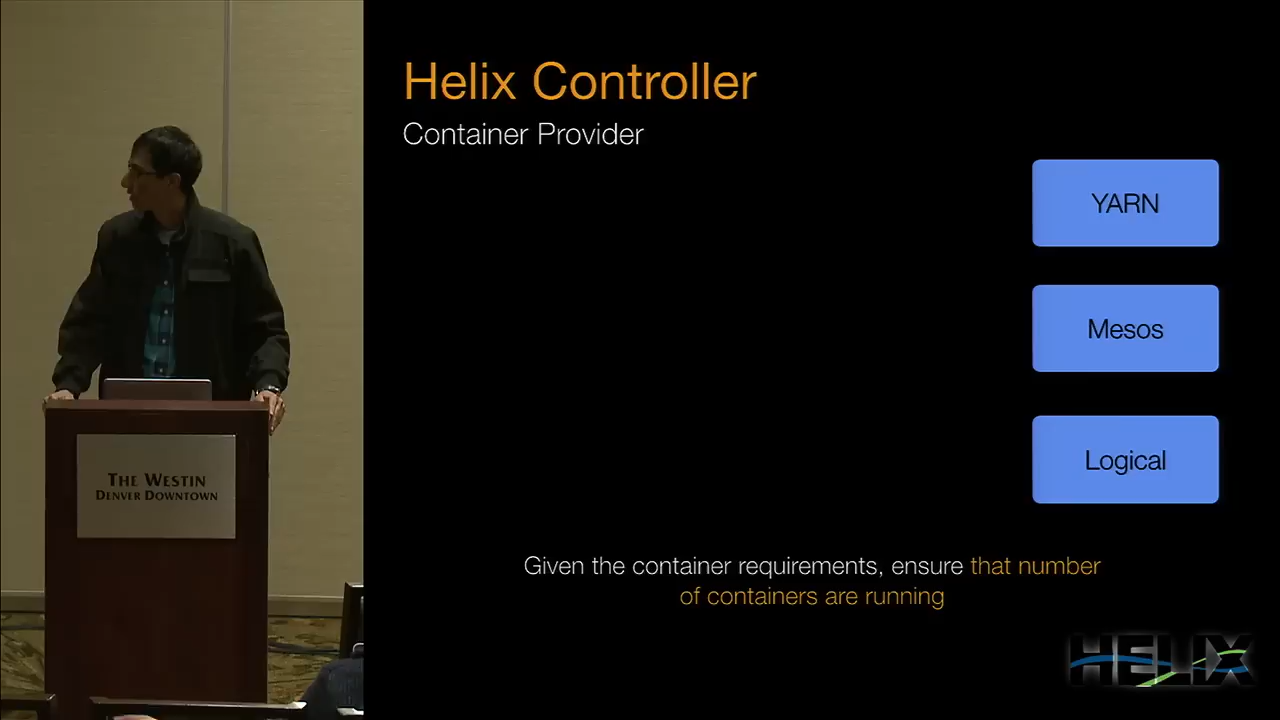 Helix Controller
Container Provider
YARN
Mesos
Logical
THE WESTIN
DENVER DOWNTOWN
Given the container requirements, ensure that number
of containers are running
HELIX